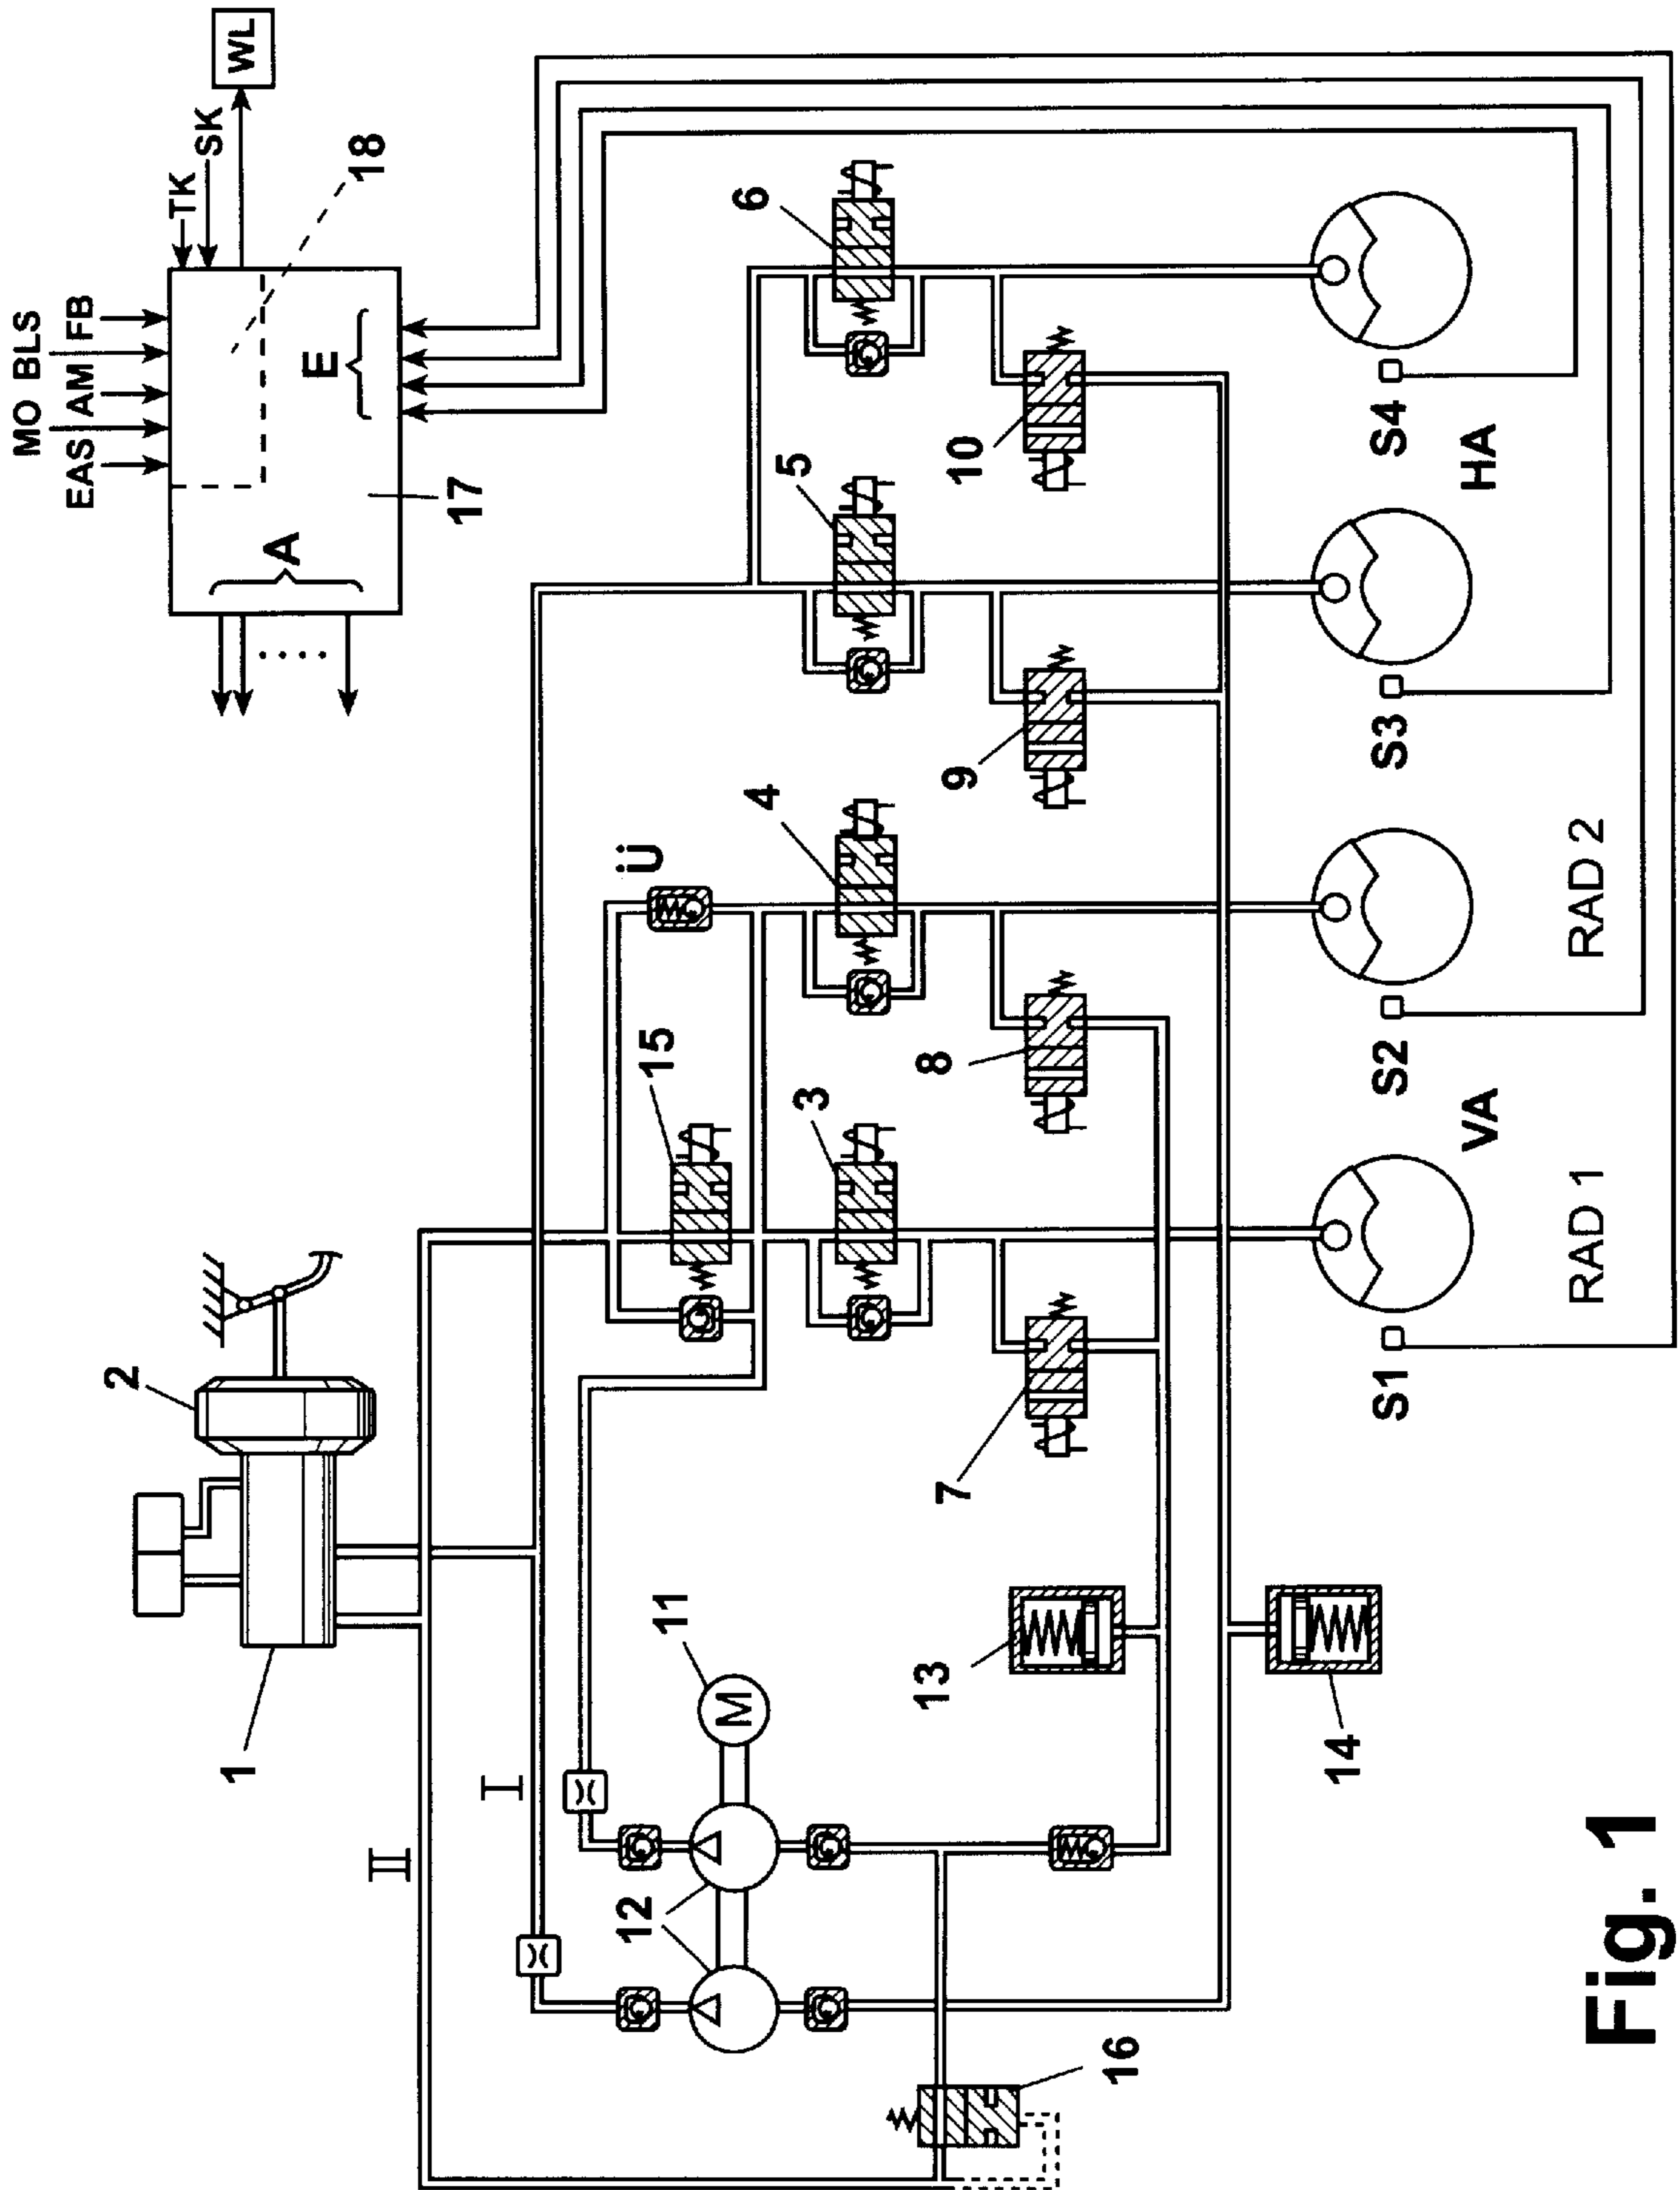 MO BLS
EAS AM FB
TK
SK
WL
A
E
17
18
1
2
II
I
11
M
12
15
Ü
3
4
5
6
7
8
9
10
13
14
16
S1
S2
S3
S4
VA
HA
RAD 1
RAD 2
Fig. 1